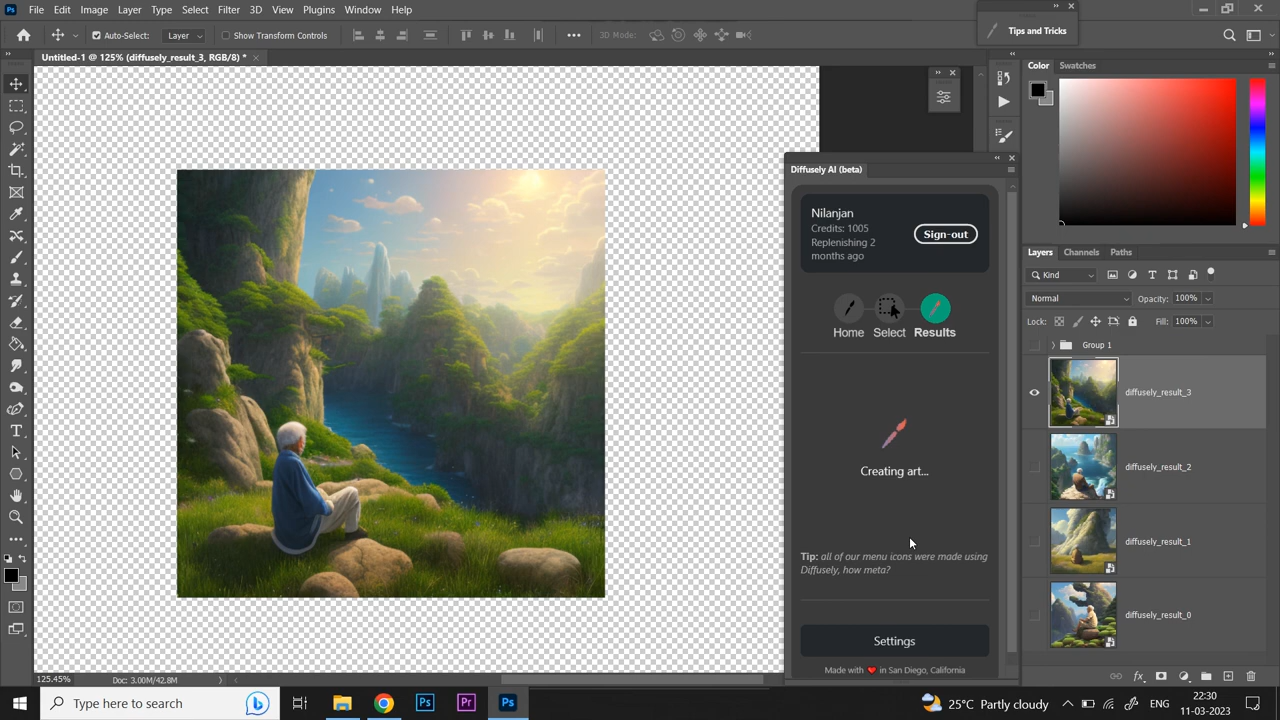 Ps File Edit Image Layer Type Select Filter 3D View Plugins Window Help
Tips and Tricks
Auto-Select: Layer Show Transform Controls 3D Mode:
Untitled-1 @ 125% (diffusely_result_3, RGB/8) *
Color Swatches
Diffusely AI (beta)
Nilanjan
Credits: 1005
Replenishing 2
months ago
Sign-out
Home Select Results
Creating art...
Tip: all of our menu icons were made using
Diffusely, how meta?
Settings
Made with ❤ in San Diego, California
Layers Channels Paths
Kind
Normal Opacity: 100%
Lock: Fill: 100%
Group 1
diffusely_result_3
diffusely_result_2
diffusely_result_1
diffusely_result_0
fx
125.45% Doc: 3.00M/42.8M
Type here to search
Ps Pr Ps
25°C Partly cloudy
ENG
22:30
11-03-2023